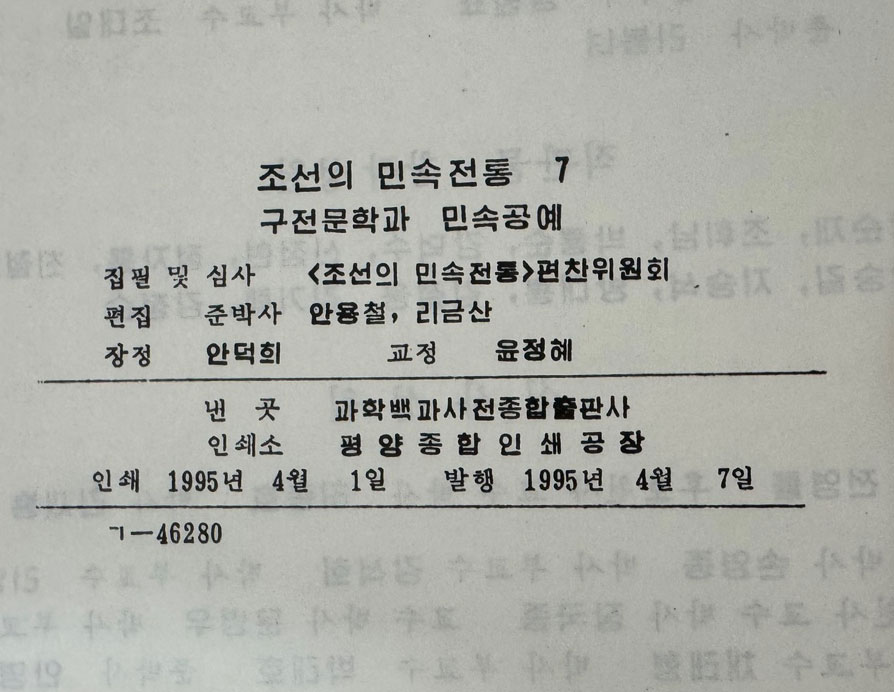 조선의 민속전통 7
구전문학과 민속공예
집필 및 심사 <조선의 민속전통>편찬위원회
편집 준박사 안용철, 리금산
장정 안덕희 교정 윤정혜
낸 곳 과학백과사전종합출판사
인쇄소 평양종합인쇄공장
인쇄 1995년 4월 1일 발행 1995년 4월 7일
ㄱ—46280